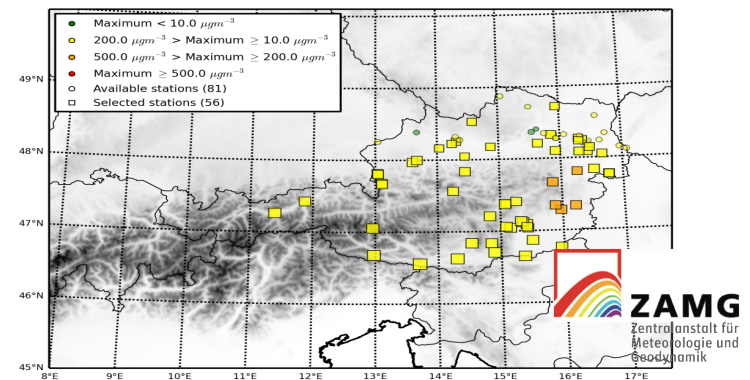 Maximum < 10.0 μgm⁻³
200.0 μgm⁻³ > Maximum ≥ 10.0 μgm⁻³
500.0 μgm⁻³ > Maximum ≥ 200.0 μgm⁻³
Maximum ≥ 500.0 μgm⁻³
Available stations (81)
Selected stations (56)
49°N
48°N
47°N
46°N
45°N
8°E 9°E 10°E 11°E 12°E 13°E 14°E 15°E 16°E 17°E
ZAMG
Zentralanstalt für
Meteorologie und
Geodynamik